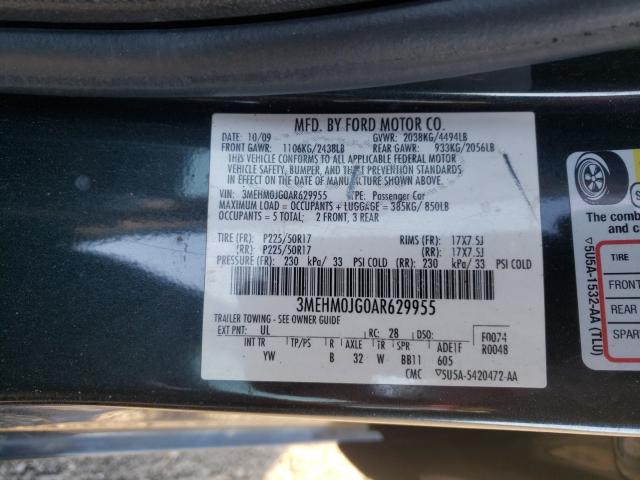 MFD. BY FORD MOTOR CO.
DATE: 10/09 GVWR: 2038KG/4494LB
FRONT GAWR: 1106KG/2438LB REAR GAWR: 933KG/2056LB
THIS VEHICLE CONFORMS TO ALL APPLICABLE FEDERAL MOTOR
VEHICLE SAFETY, BUMPER, AND THEFT PREVENTION STANDARDS
IN EFFECT ON THE DATE OF MANUFACTURE SHOWN ABOVE.
VIN: 3MEHM0JG0AR629955 TYPE: Passenger Car
MAXIMUM LOAD = OCCUPANTS + LUGGAGE = 385KG/ 850LB
OCCUPANTS = 5 TOTAL; 2 FRONT, 3 REAR
TIRE (FR): P225/50R17 RIMS (FR): 17X7.5J
(RR): P225/50R17 (RR): 17X7.5J
PRESSURE (FR): 230 kPa/ 33 PSI COLD (RR): 230 kPa/ 33 PSI COLD
3MEHM0JG0AR629955
TRAILER TOWING - SEE OWNER GUIDE
EXT PNT: UL RC: 28 DSO: F0074
INT TR TP/PS R AXLE TR SPR ADE1F R0048
YW B 32 W BB11 605
CMC ▽5U5A-5420472-AA
The comb
and c
TIRE
FRONT
REAR
SPAR
▽5U5A-1532-AA (TLU)